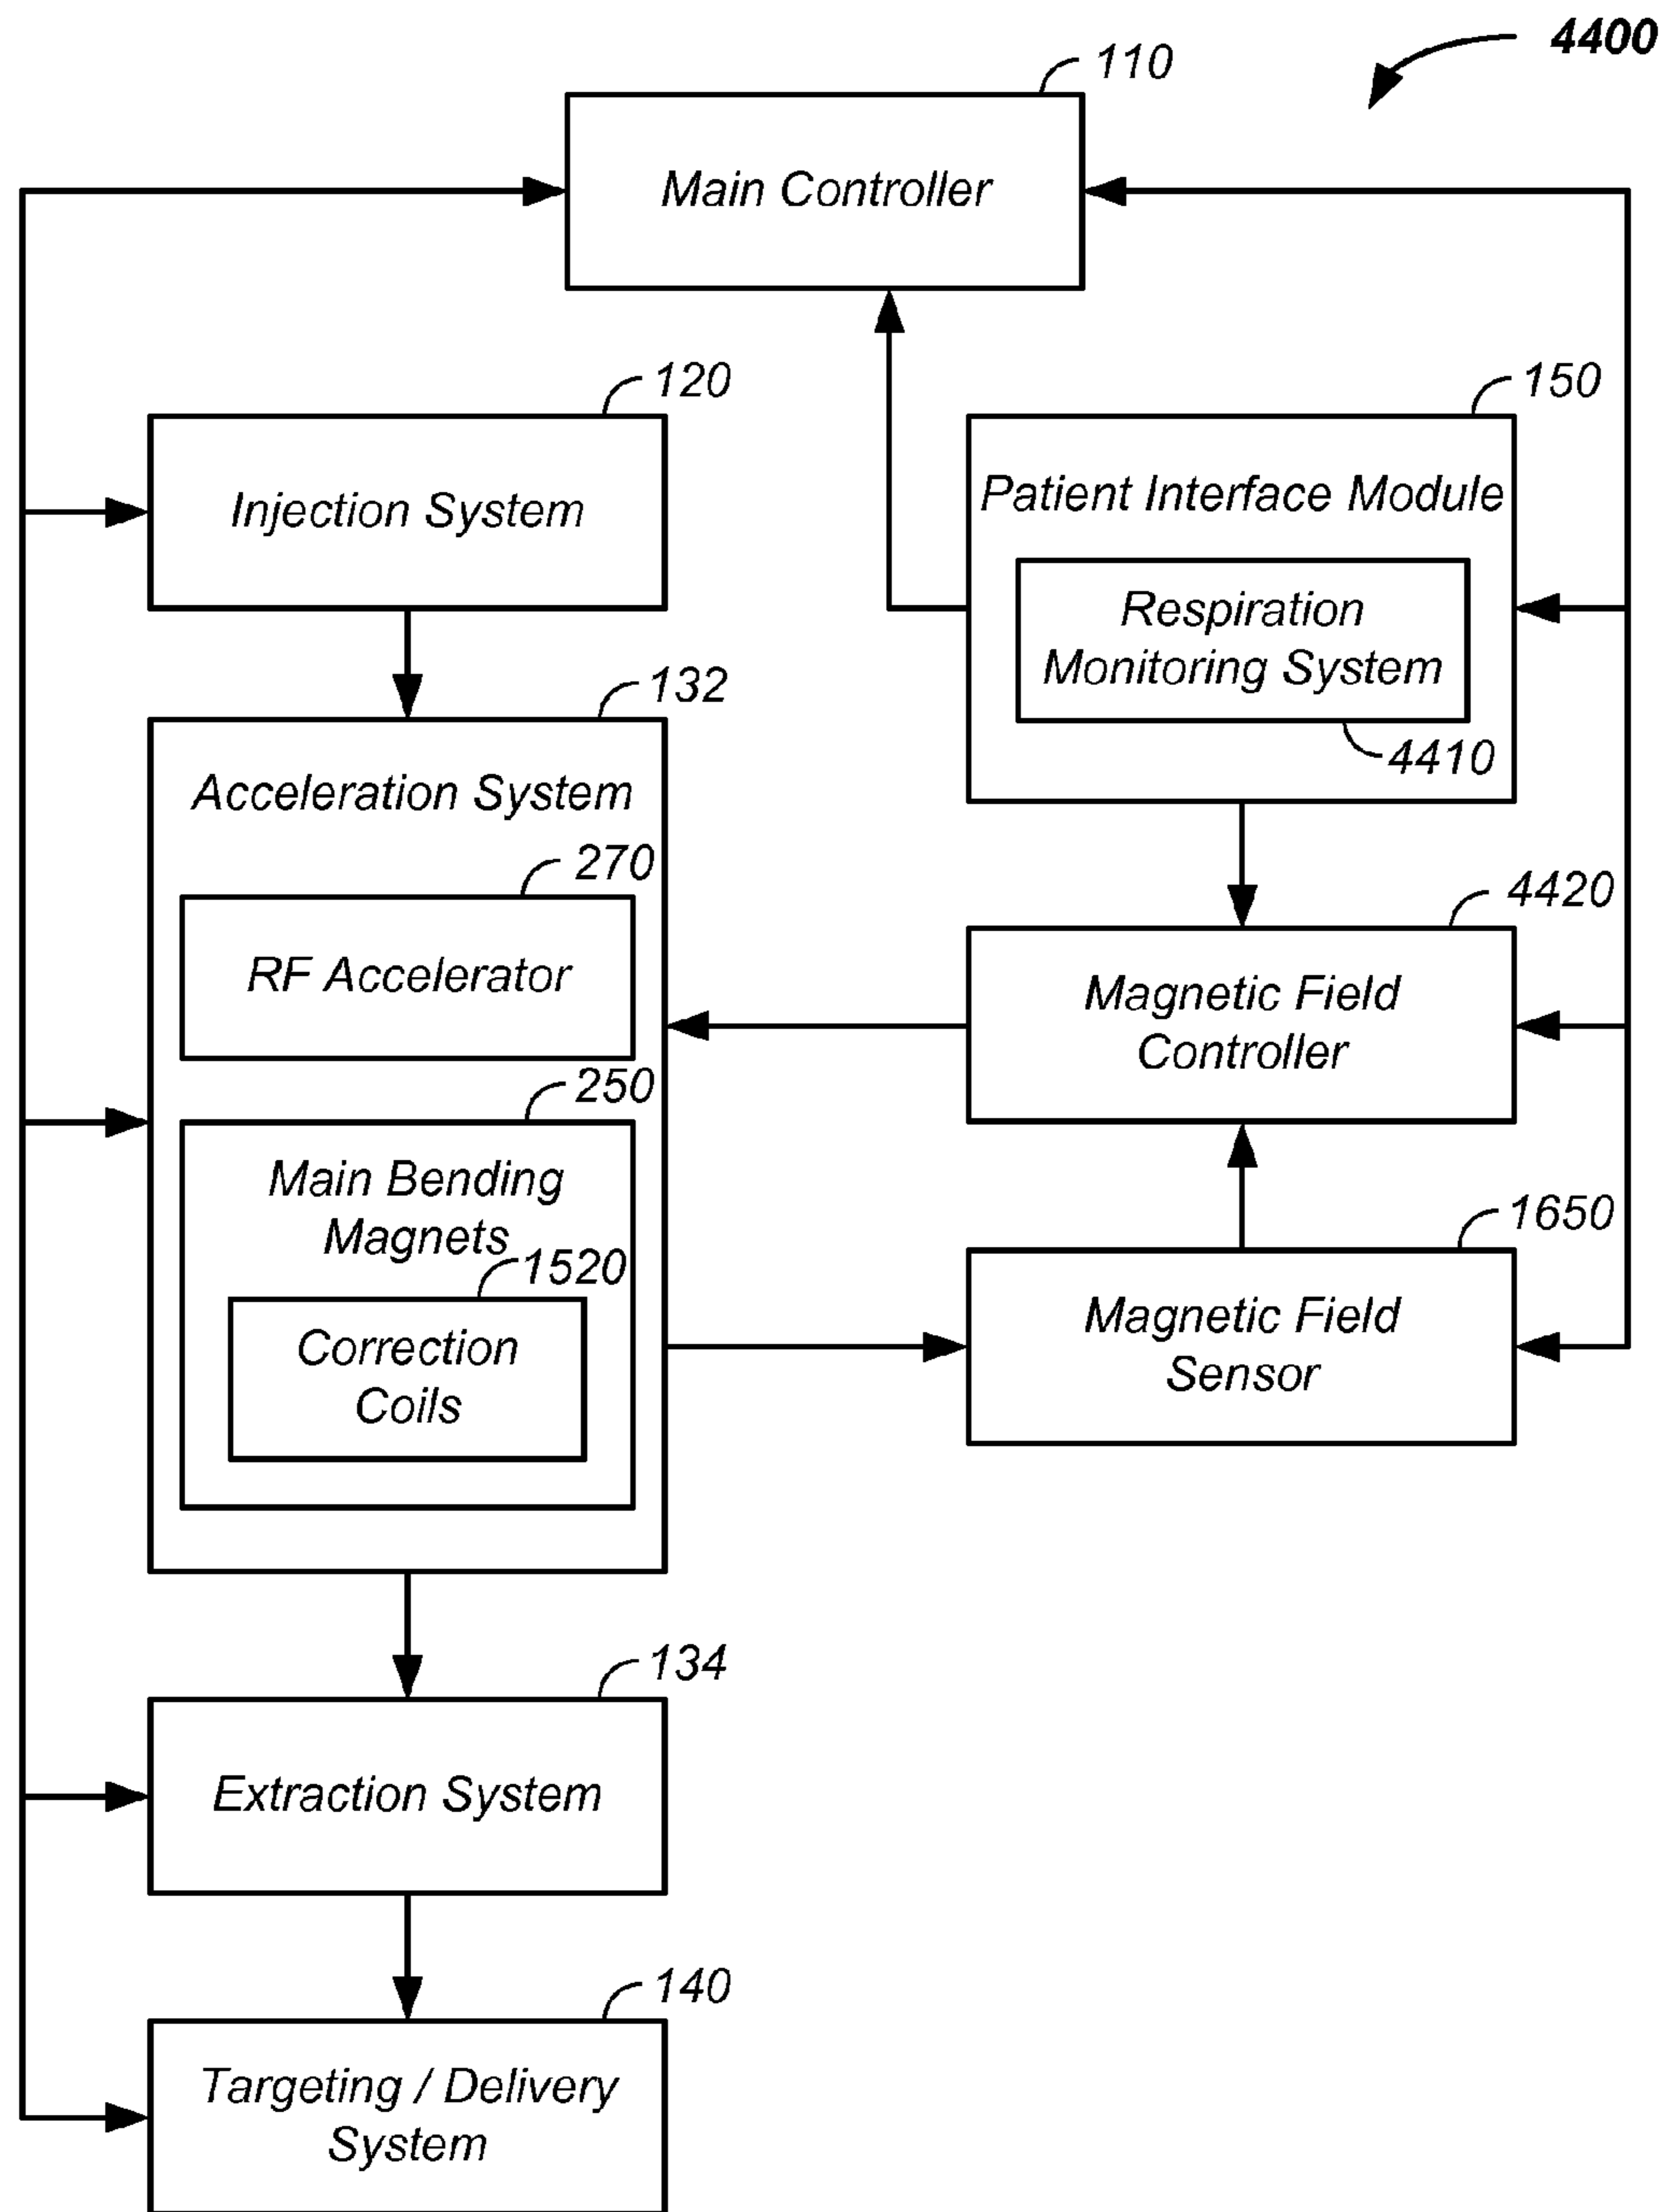 4400
110
Main Controller
120
Injection System
150
Patient Interface Module
Respiration
Monitoring System
4410
132
Acceleration System
270
RF Accelerator
250
Main Bending
Magnets
1520
Correction
Coils
4420
Magnetic Field
Controller
1650
Magnetic Field
Sensor
134
Extraction System
140
Targeting / Delivery
System